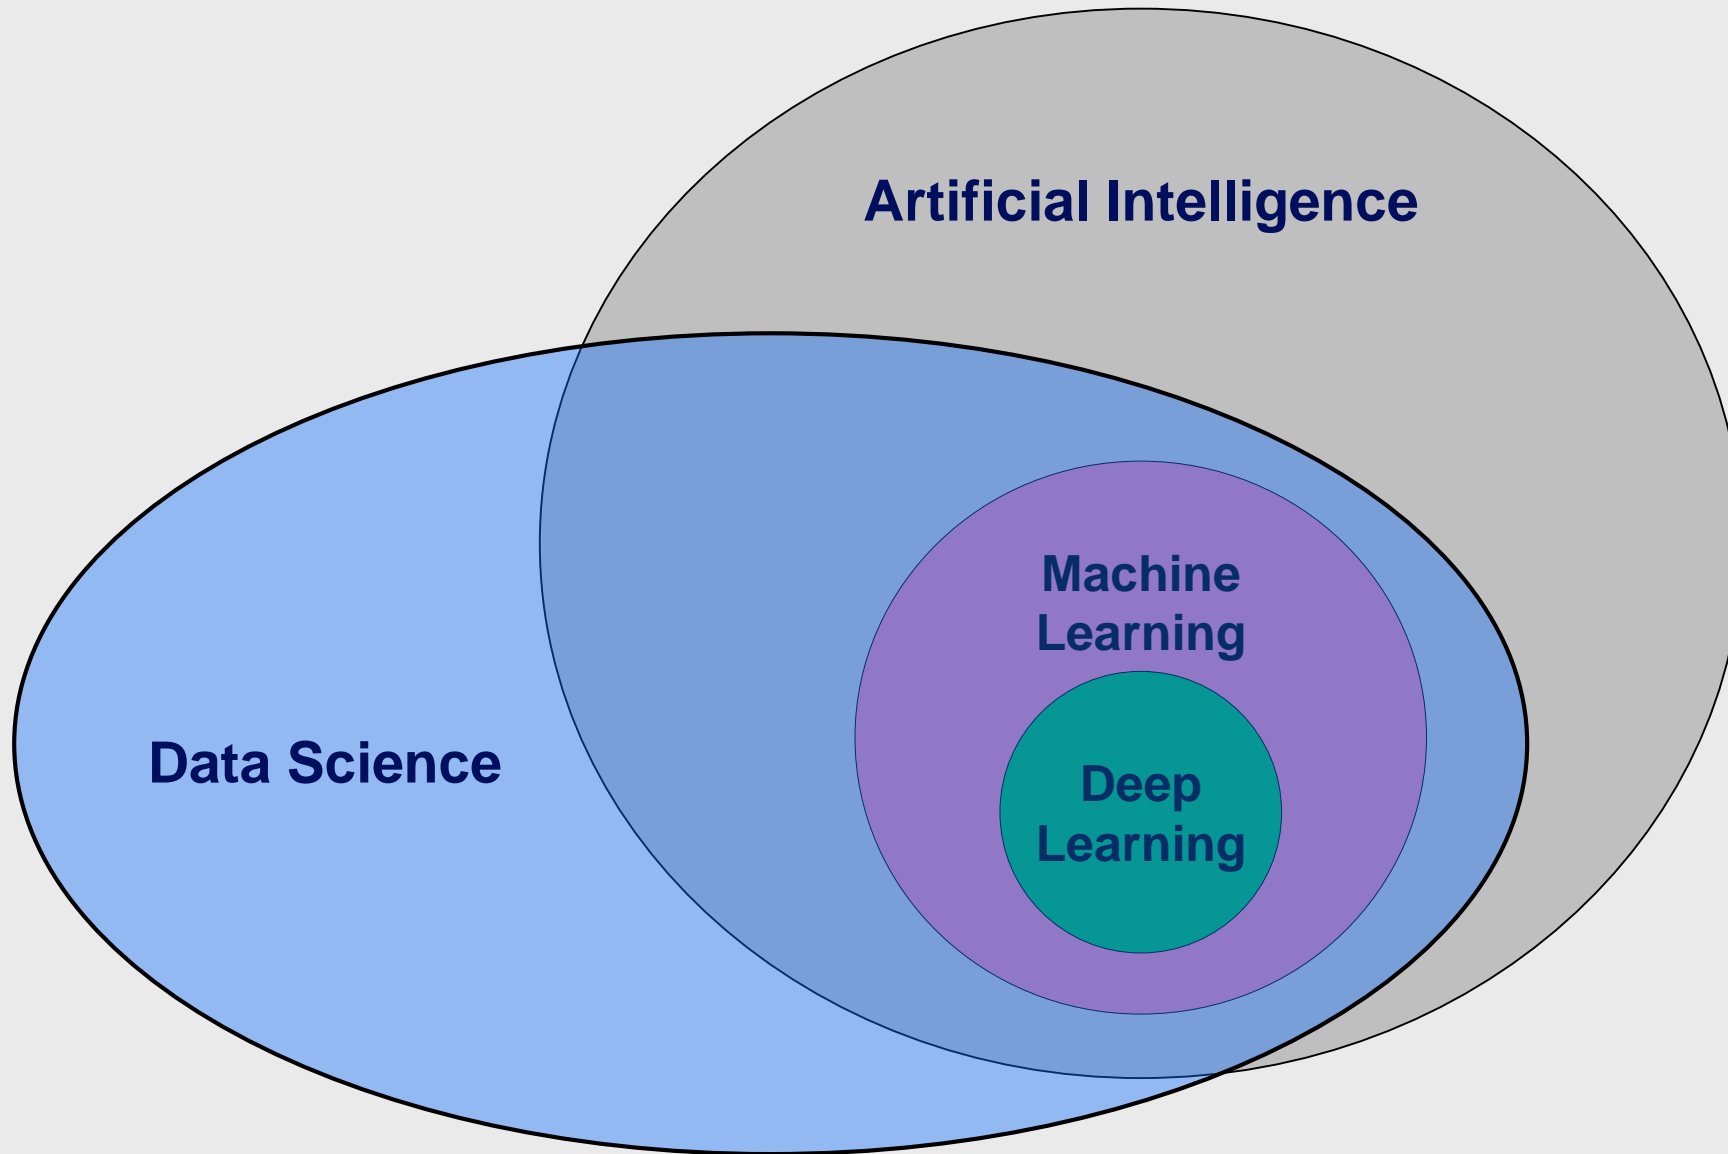 Artificial Intelligence
Machine
Learning
Data Science
Deep
Learning